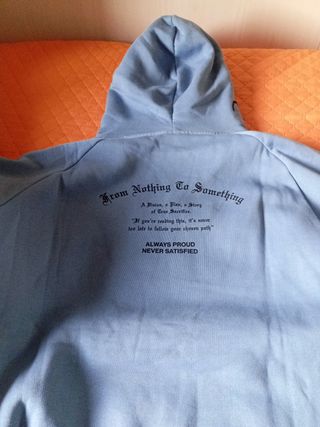 From Nothing To Something
A Vision, a Plan, a Story
of True Sacrifice.
"If you're reading this, it's never
too late to follow your chosen path"
ALWAYS PROUD
NEVER SATISFIED